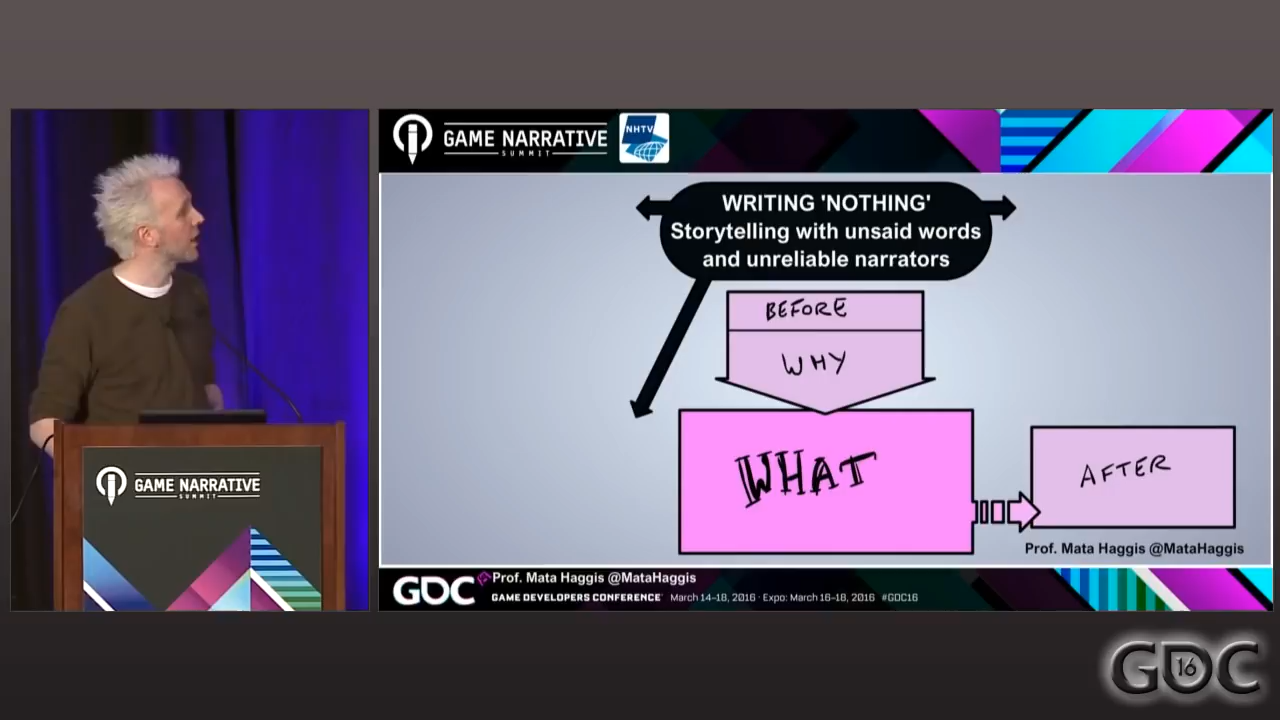 GAME NARRATIVE
SUMMIT
NHTV
WRITING 'NOTHING'
Storytelling with unsaid words
and unreliable narrators
BEFORE
WHY
WHAT
AFTER
Prof. Mata Haggis @MataHaggis
GAME NARRATIVE
SUMMIT
GDC Prof. Mata Haggis @MataHaggis
GAME DEVELOPERS CONFERENCE March 14–18, 2016 · Expo: March 16–18, 2016 #GDC16
GDC 16